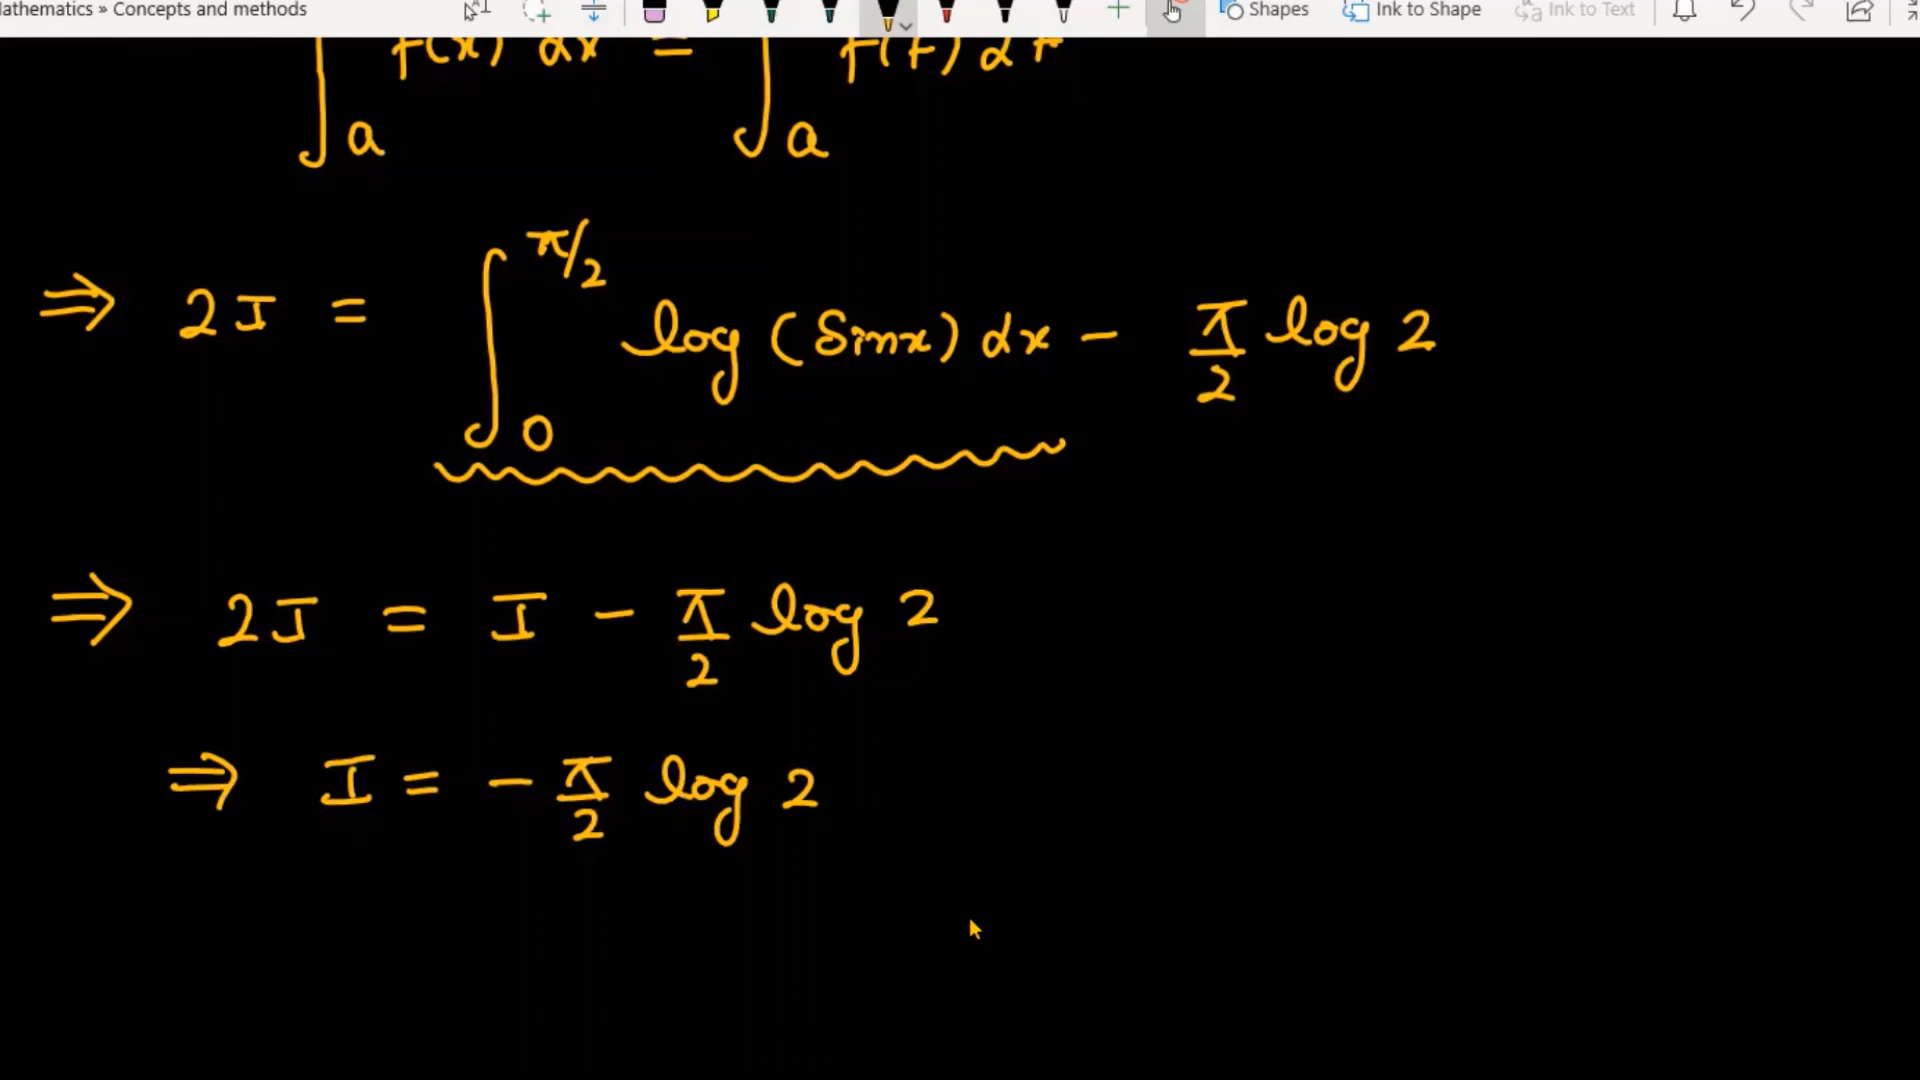 athematics » Concepts and methods Shapes Ink to Shape Ink to Text
∫a f(x) dx = ∫a f(t) dt
⇒ 2I = ∫0^π/2 log (Sinx) dx - π/2 log 2
⇒ 2I = I - π/2 log 2
⇒ I = - π/2 log 2